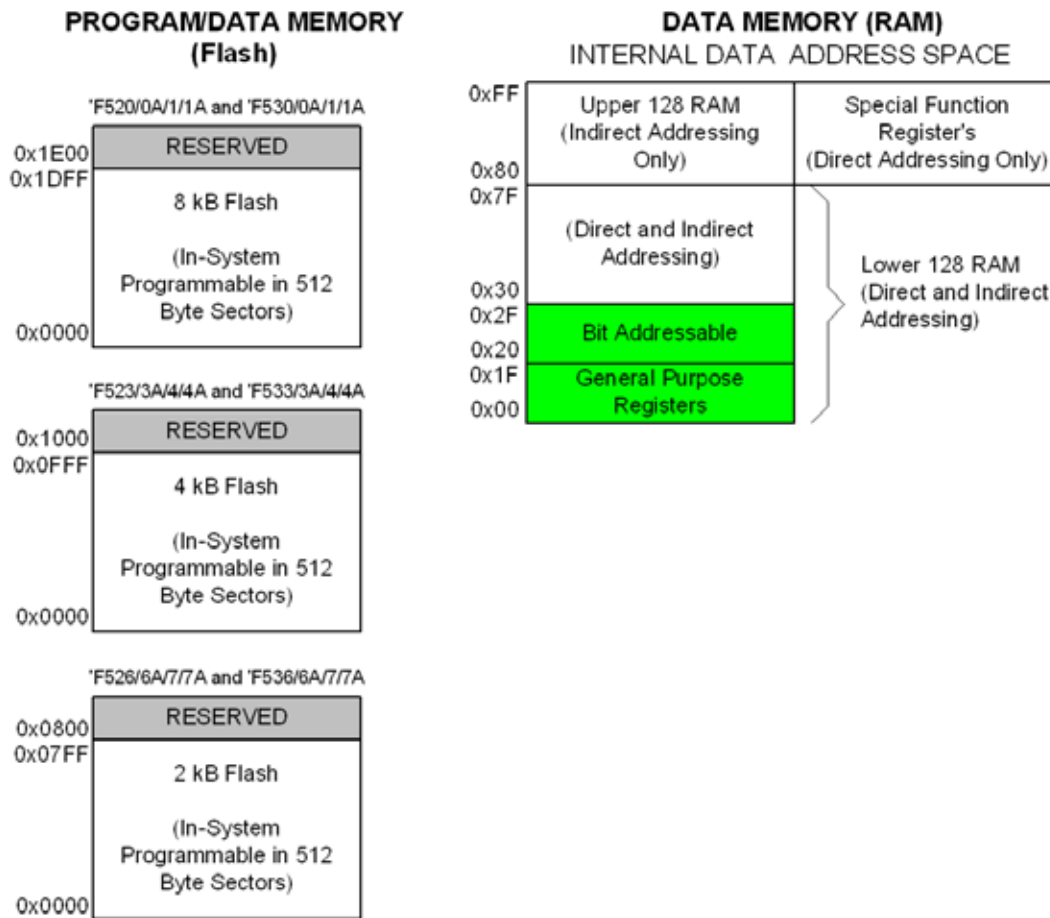 PROGRAM/DATA MEMORY
(Flash)
'F520/0A/1/1A and 'F530/0A/1/1A
RESERVED
0x1E00
0x1DFF
8 kB Flash
(In-System
Programmable in 512
Byte Sectors)
0x0000
'F523/3A/4/4A and 'F533/3A/4/4A
RESERVED
0x1000
0x0FFF
4 kB Flash
(In-System
Programmable in 512
Byte Sectors)
0x0000
'F526/6A/7/7A and 'F536/6A/7/7A
RESERVED
0x0800
0x07FF
2 kB Flash
(In-System
Programmable in 512
Byte Sectors)
0x0000
DATA MEMORY (RAM)
INTERNAL DATA ADDRESS SPACE
0xFF
Upper 128 RAM
(Indirect Addressing
Only)
0x80
Special Function
Register's
(Direct Addressing Only)
0x7F
(Direct and Indirect
Addressing)
0x30
0x2F
Bit Addressable
0x20
0x1F
General Purpose
Registers
0x00
Lower 128 RAM
(Direct and Indirect
Addressing)